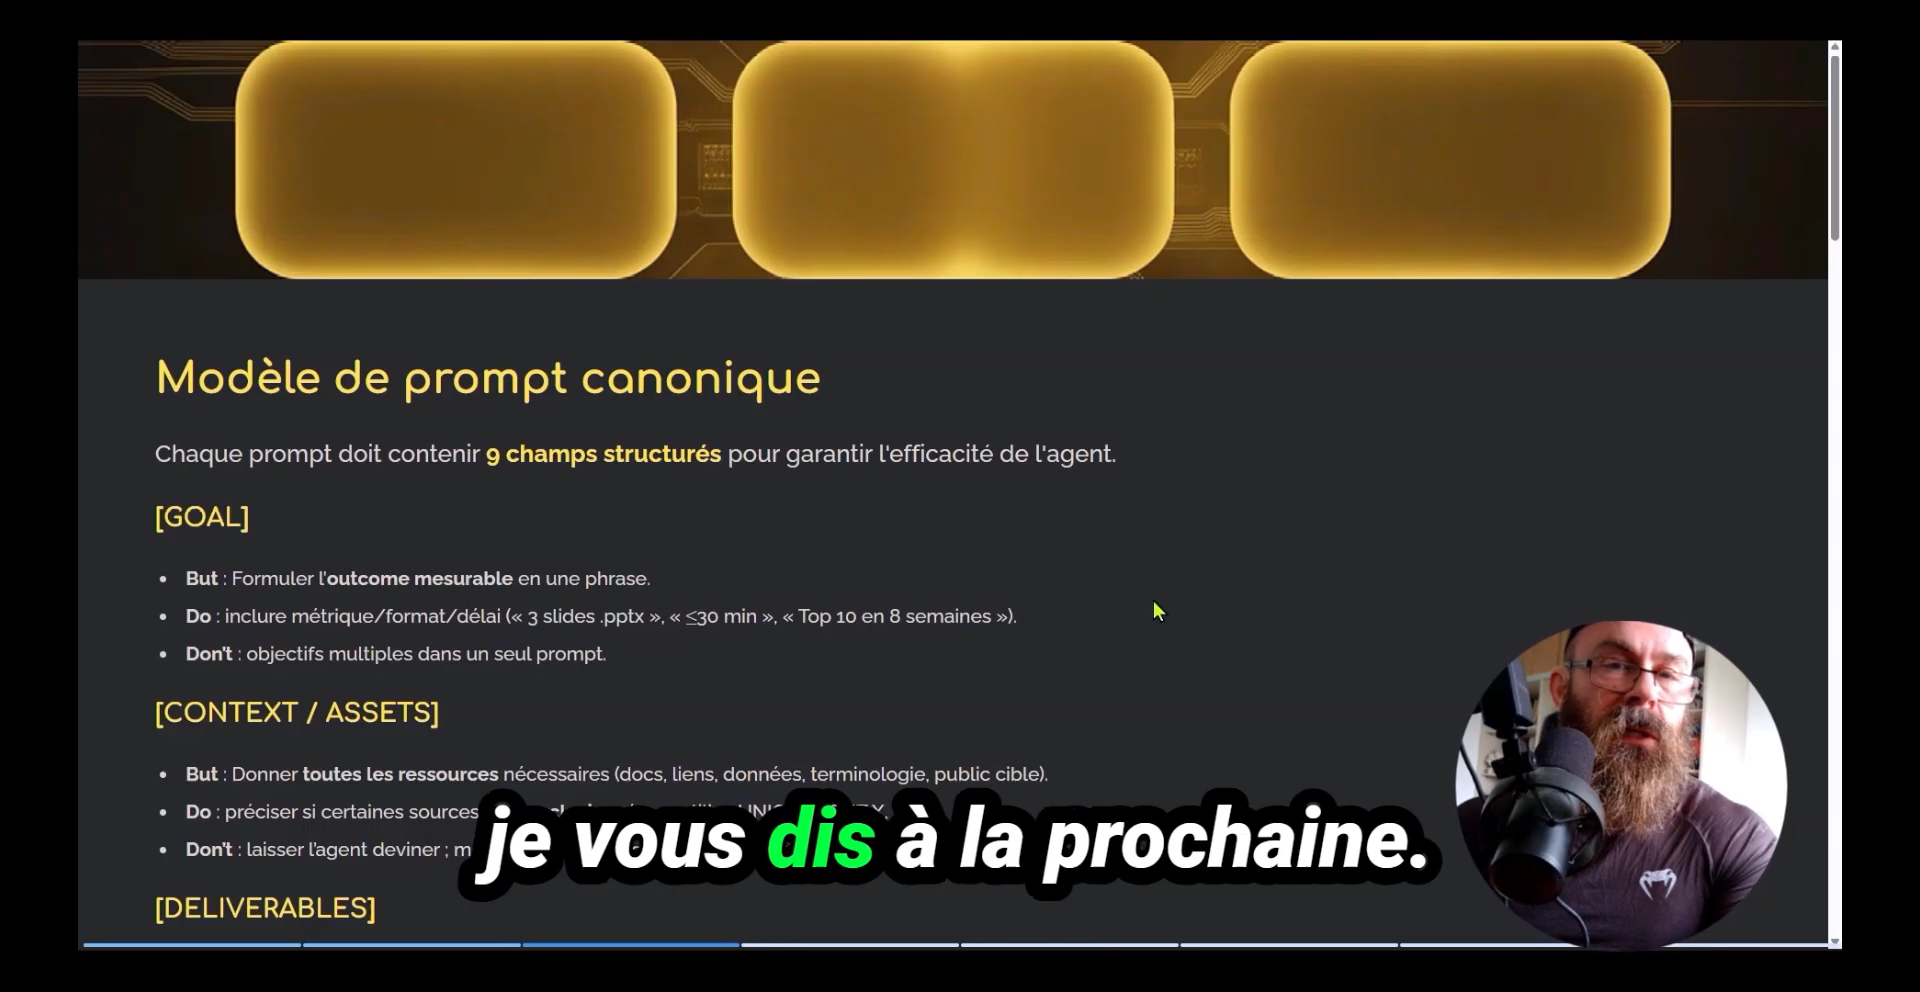 Modèle de prompt canonique
Chaque prompt doit contenir 9 champs structurés pour garantir l'efficacité de l'agent.
[GOAL]
• But : Formuler l'outcome mesurable en une phrase.
• Do : inclure métrique/format/délai (« 3 slides .pptx », « ≤30 min », « Top 10 en 8 semaines »).
• Don't : objectifs multiples dans un seul prompt.
[CONTEXT / ASSETS]
• But : Donner toutes les ressources nécessaires (docs, liens, données, terminologie, public cible).
• Do : préciser si certaines sources
• Don't : laisser l'agent deviner ;
je vous dis à la prochaine.
[DELIVERABLES]